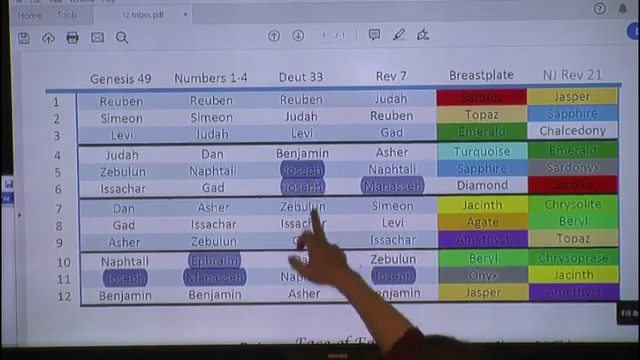 Home Tools 12 tribes.pdf ×
1 / 1
Genesis 49 Numbers 1-4 Deut 33 Rev 7 Breastplate NJ Rev 21
1 Reuben Reuben Reuben Judah Sardius Jasper
2 Simeon Simeon Judah Reuben Topaz Sapphire
3 Levi Judah Levi Gad Emerald Chalcedony
4 Judah Dan Benjamin Asher Turquoise Emerald
5 Zebulun Naphtali Joseph Naphtali Sapphire Sardonyx
6 Issachar Gad Joseph Manasseh Diamond Sardius
7 Dan Asher Zebulun Simeon Jacinth Chrysolite
8 Gad Issachar Issachar Levi Agate Beryl
9 Asher Zebulun Issachar Amethyst Topaz
10 Naphtali Ephraim Zebulun Beryl Chrysoprase
11 Joseph Manasseh Joseph Onyx Jacinth
12 Benjamin Benjamin Asher Benjamin Jasper Amethyst
PHILIPS